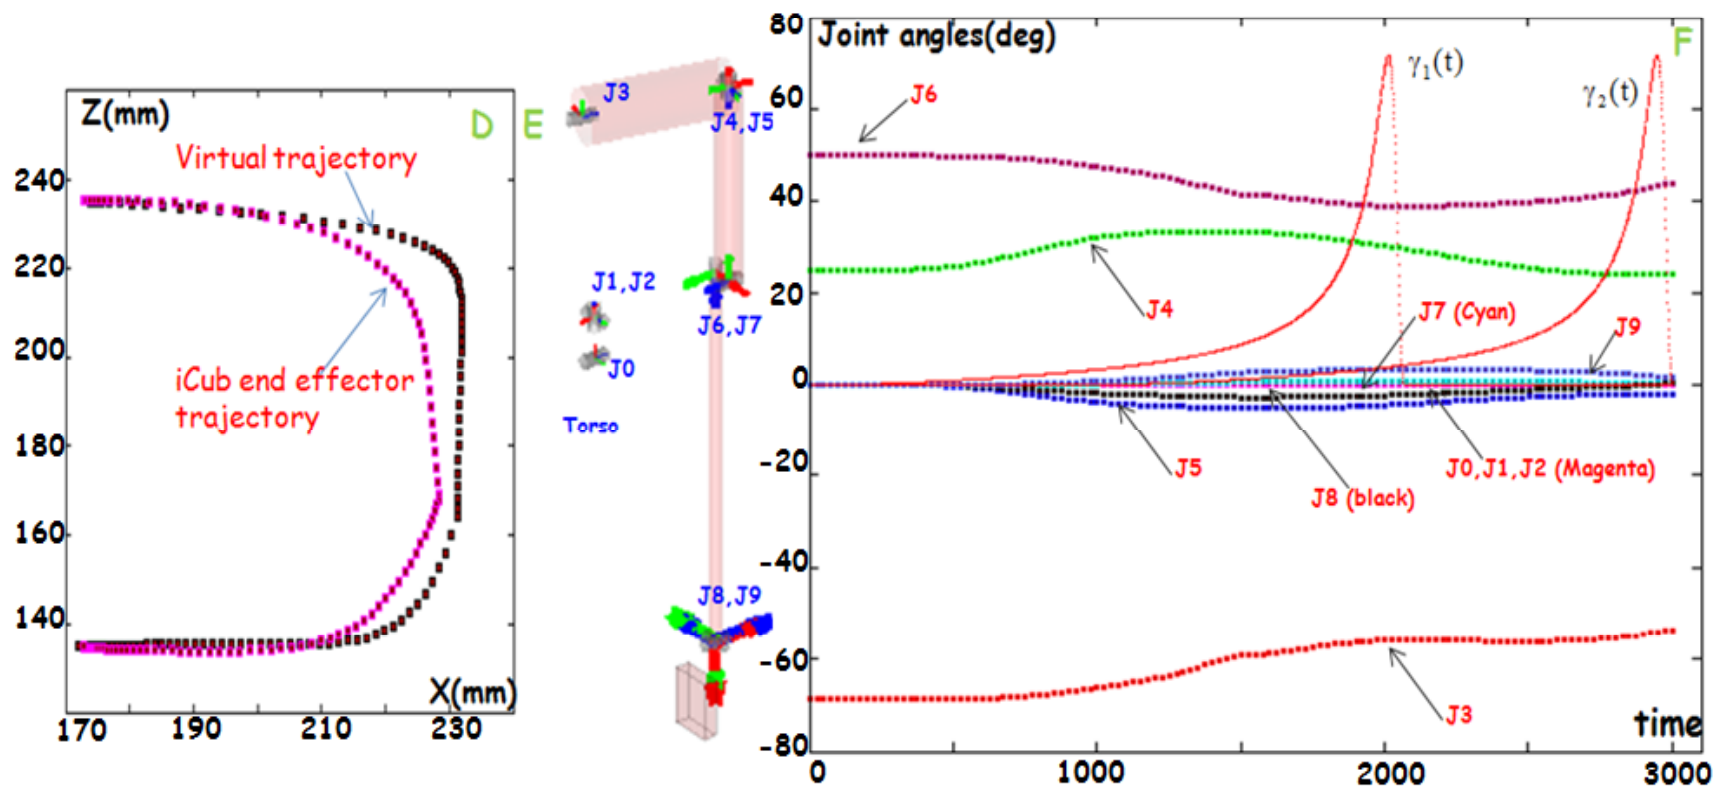 Z(mm)
D
Virtual trajectory
240
220
200
180
160
140
iCub end effector
trajectory
X(mm)
170
190
210
230
E
J3
J4,J5
J1,J2
J6,J7
J0
Torso
J8,J9
Joint angles(deg)
F
80
60
40
20
0
-20
-40
-60
-80
γ1(t)
γ2(t)
J6
J4
J7 (Cyan)
J9
J5
J8 (black)
J0,J1,J2 (Magenta)
J3
time
0
1000
2000
3000